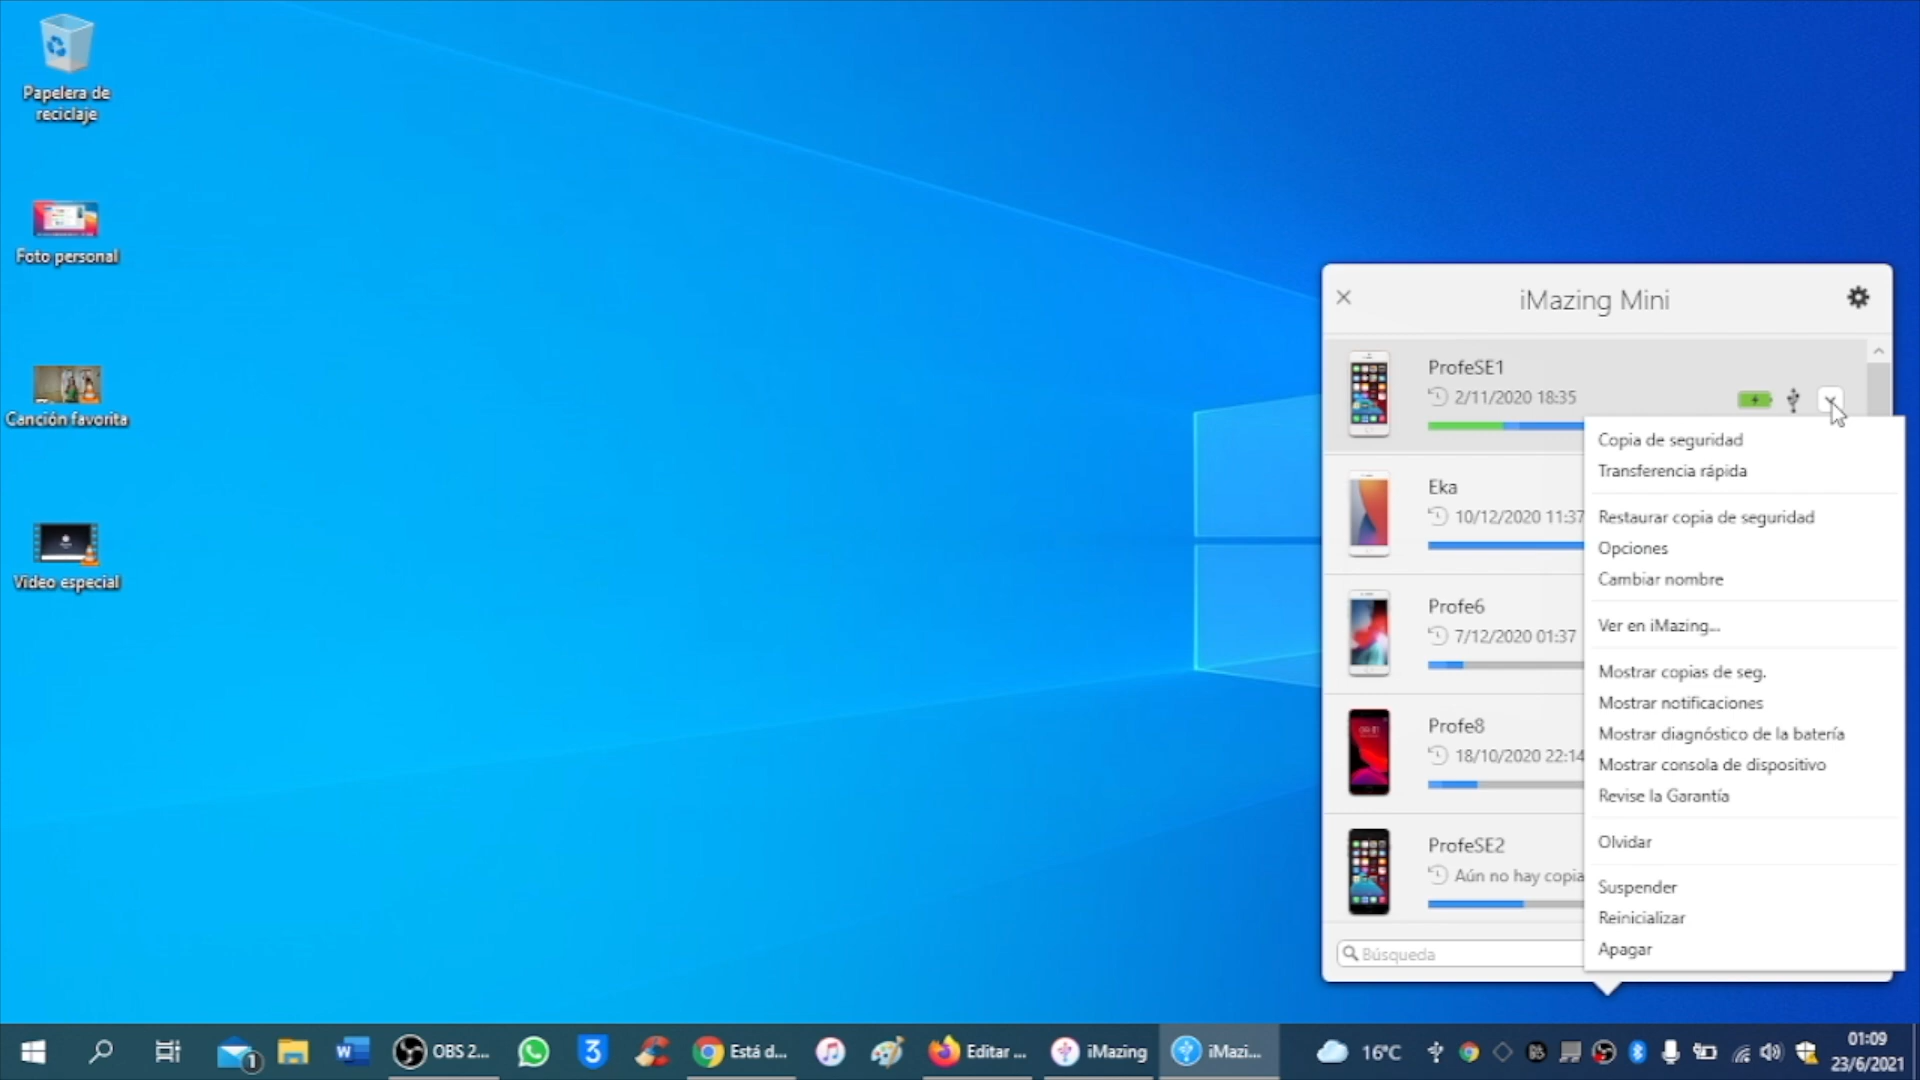 Papelera de
reciclaje
Foto personal
Canción favorita
Video especial
iMazing Mini
ProfeSE1
2/11/2020 18:35
Eka
10/12/2020 11:37
Profe6
7/12/2020 01:37
Profe8
18/10/2020 22:14
ProfeSE2
Aún no hay copia
Búsqueda
Copia de seguridad
Transferencia rápida
Restaurar copia de seguridad
Opciones
Cambiar nombre
Ver en iMazing...
Mostrar copias de seg.
Mostrar notificaciones
Mostrar diagnóstico de la batería
Mostrar consola de dispositivo
Revise la Garantía
Olvidar
Suspender
Reinicializar
Apagar
1
OBS 2...
3
Está d...
Editar ...
iMazing
iMazi...
16°C
01:09
23/6/2021